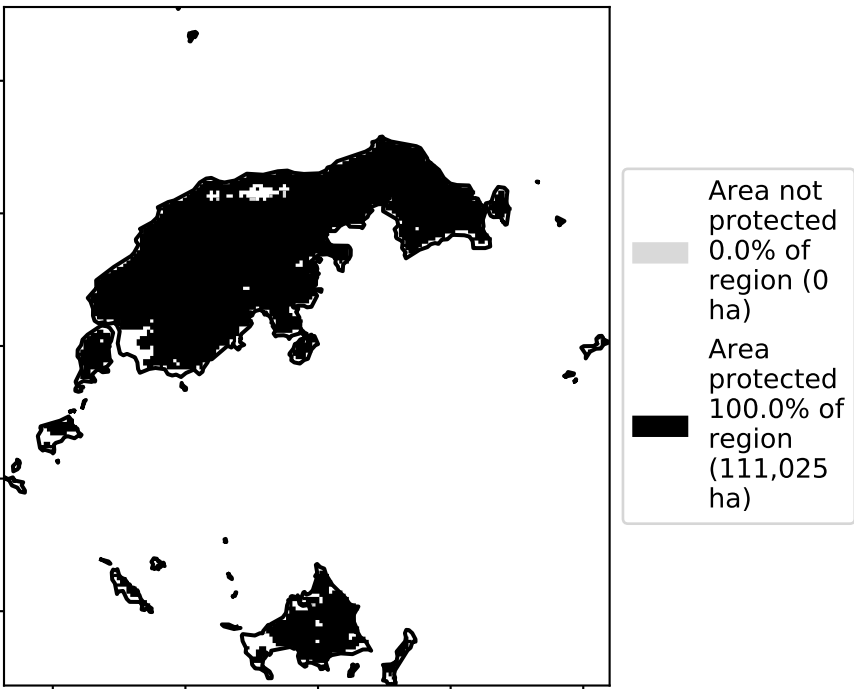 Area not
protected
0.0% of
region (0
ha)
Area
protected
100.0% of
region
(111,025
ha)